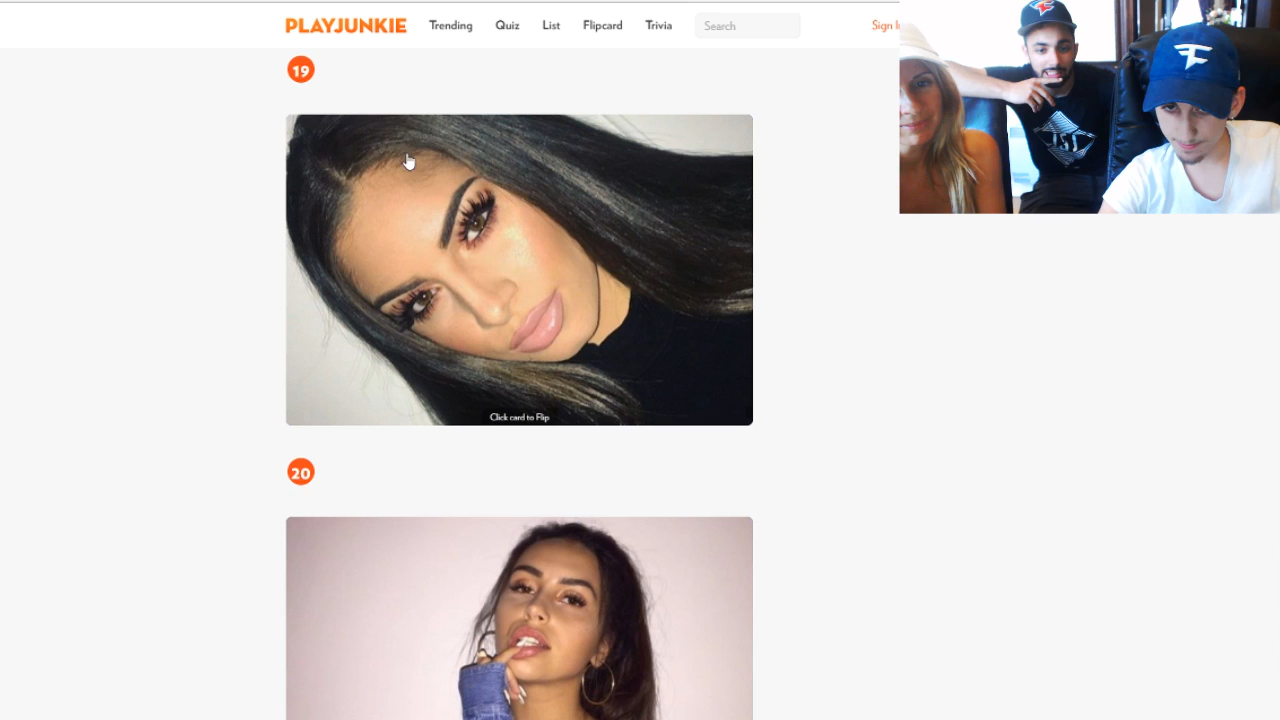 PLAYJUNKIE Trending Quiz List Flipcard Trivia Search Sign I
19
Click card to Flip
20